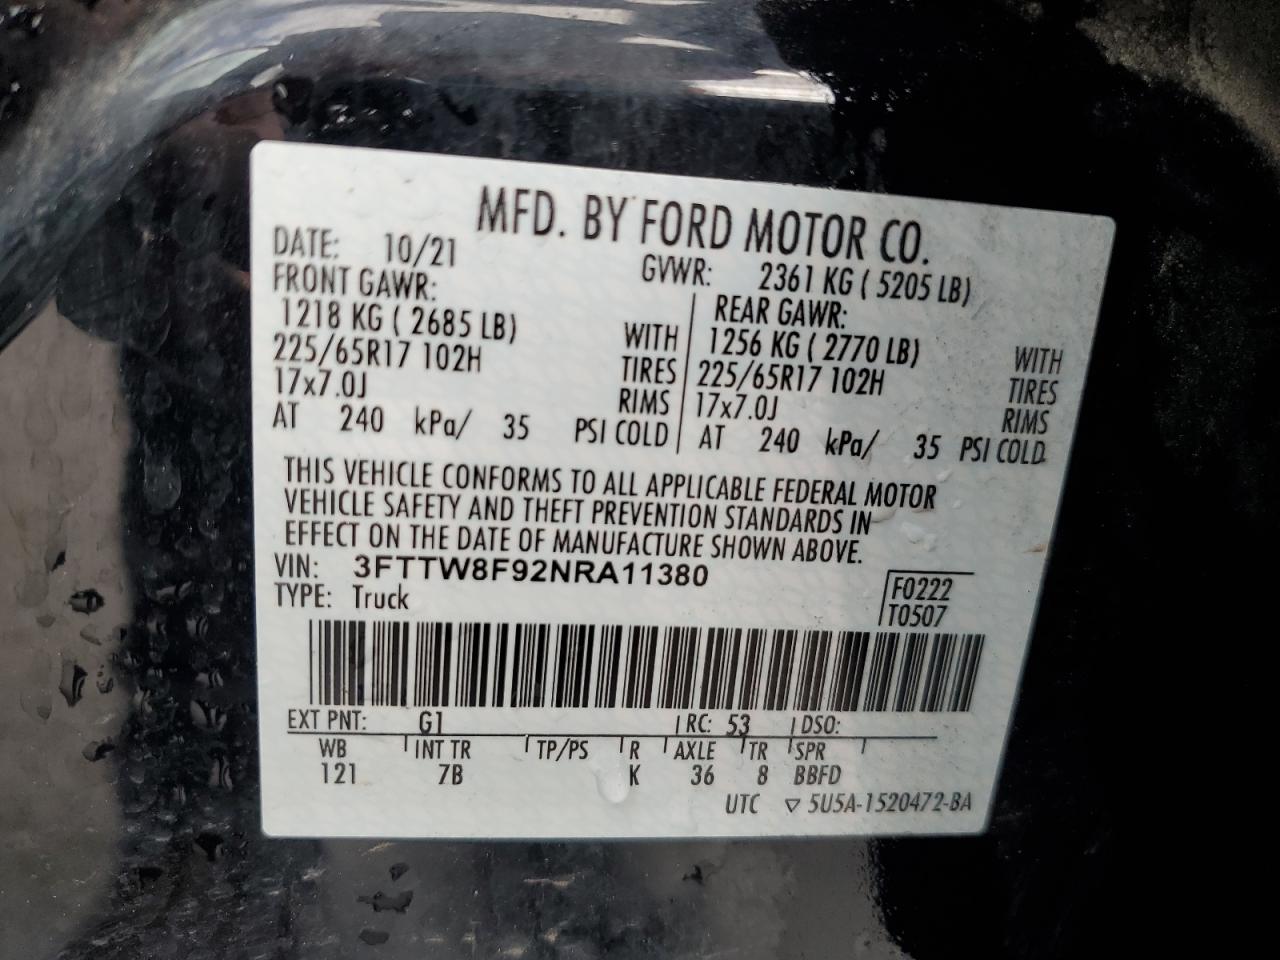 MFD. BY FORD MOTOR CO.
DATE: 10/21
GVWR: 2361 KG ( 5205 LB)
FRONT GAWR:
1218 KG ( 2685 LB)
225/65R17 102H
17x7.0J
AT 240 kPa/ 35 PSI COLD
WITH
TIRES
RIMS
REAR GAWR:
1256 KG ( 2770 LB)
225/65R17 102H
17x7.0J
AT 240 kPa/ 35 PSI COLD
WITH
TIRES
RIMS
THIS VEHICLE CONFORMS TO ALL APPLICABLE FEDERAL MOTOR
VEHICLE SAFETY AND THEFT PREVENTION STANDARDS IN
EFFECT ON THE DATE OF MANUFACTURE SHOWN ABOVE.
VIN: 3FTTW8F92NRA11380
TYPE: Truck
F0222
T0507
EXT PNT: G1 RC: 53 DSO:
WB INT TR TP/PS R AXLE TR SPR
121 7B K 36 8 BBFD
UTC ▽ 5U5A-1520472-BA